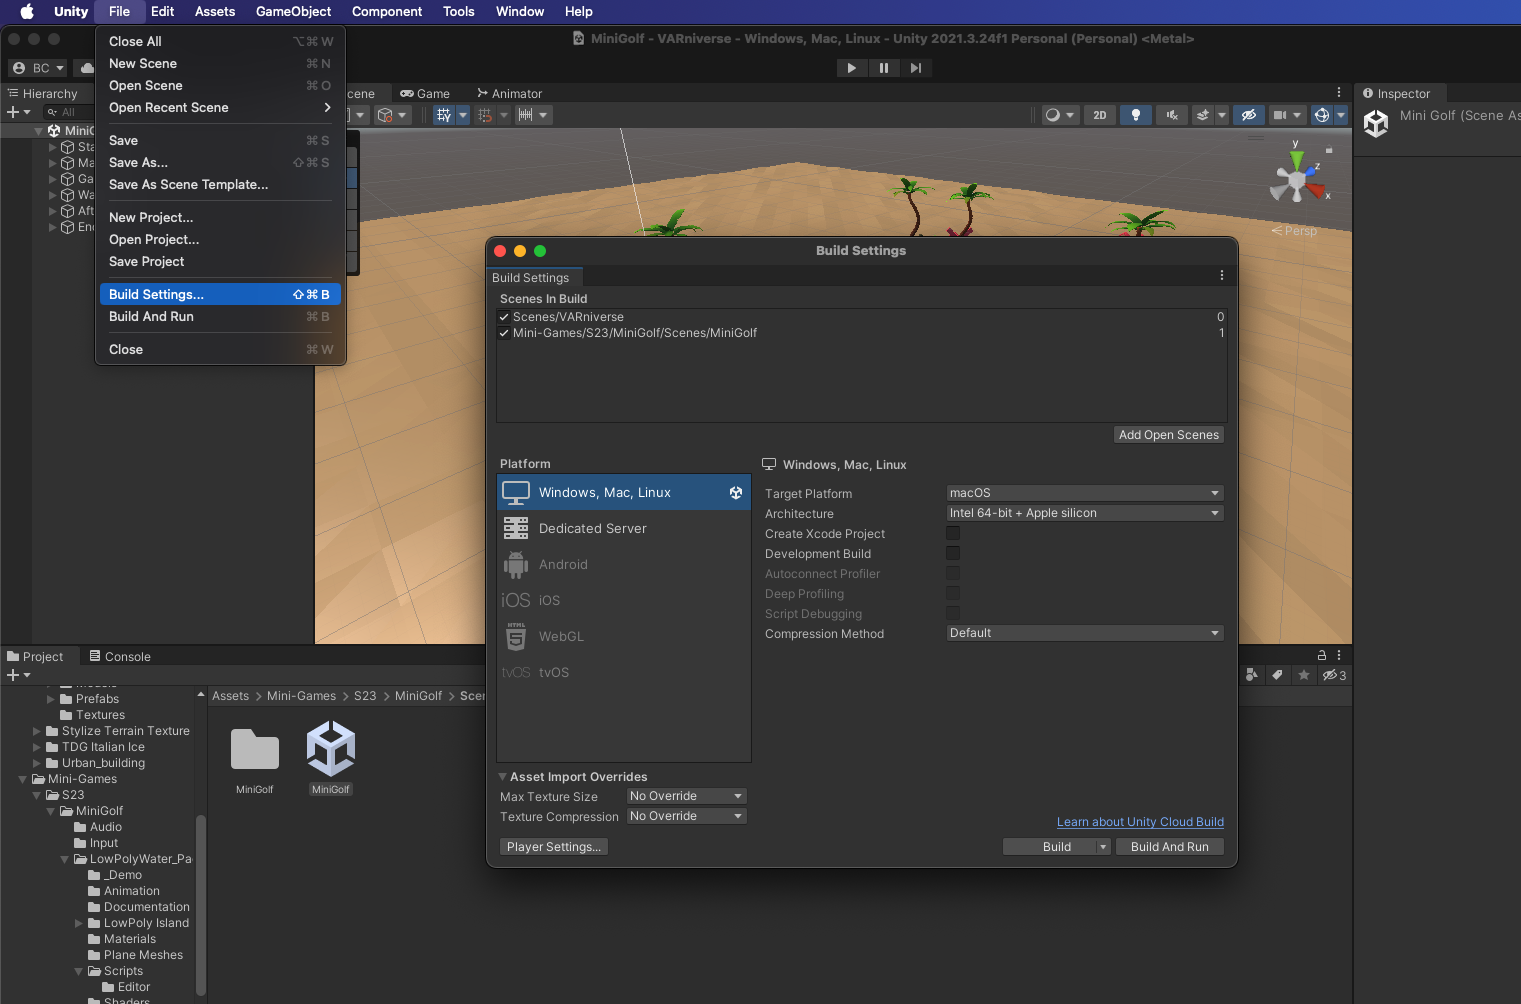 Unity File Edit Assets GameObject Component Tools Window Help
MiniGolf - VARniverse - Windows, Mac, Linux - Unity 2021.3.24f1 Personal (Personal) <Metal>
BC
Close All ⌥⌘W
New Scene ⌘N
Open Scene ⌘O
Open Recent Scene
Save ⌘S
Save As... ⇧⌘S
Save As Scene Template...
New Project...
Open Project...
Save Project
Build Settings... ⇧⌘B
Build And Run ⌘B
Close ⌘W
Hierarchy
All
MiniG
Sta
Ma
Ga
Wa
Aft
End
cene Game Animator
2D
y
z
x
Persp
Inspector
Mini Golf (Scene As
Build Settings
Build Settings
Scenes In Build
Scenes/VARniverse 0
Mini-Games/S23/MiniGolf/Scenes/MiniGolf 1
Add Open Scenes
Platform
Windows, Mac, Linux
Dedicated Server
Android
iOS iOS
HTML 5 WebGL
tvOS tvOS
Windows, Mac, Linux
Target Platform macOS
Architecture Intel 64-bit + Apple silicon
Create Xcode Project
Development Build
Autoconnect Profiler
Deep Profiling
Script Debugging
Compression Method Default
Asset Import Overrides
Max Texture Size No Override
Texture Compression No Override
Learn about Unity Cloud Build
Player Settings... Build Build And Run
Project Console
3
Prefabs
Textures
Stylize Terrain Texture
TDG Italian Ice
Urban_building
Mini-Games
S23
MiniGolf
Audio
Input
LowPolyWater_Pa
_Demo
Animation
Documentation
LowPoly Island
Materials
Plane Meshes
Scripts
Editor
Shaders
Assets > Mini-Games > S23 > MiniGolf > Scen
MiniGolf
MiniGolf